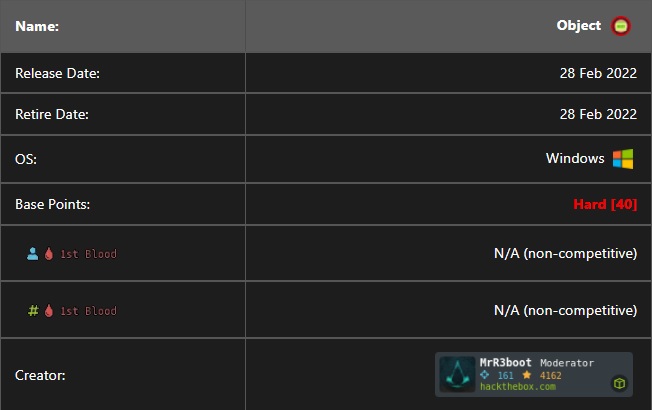 Name: Object
Release Date: 28 Feb 2022
Retire Date: 28 Feb 2022
OS: Windows
Base Points: Hard [40]
1st Blood N/A (non-competitive)
# 1st Blood N/A (non-competitive)
Creator: MrR3boot Moderator
161 4162
hackthebox.com